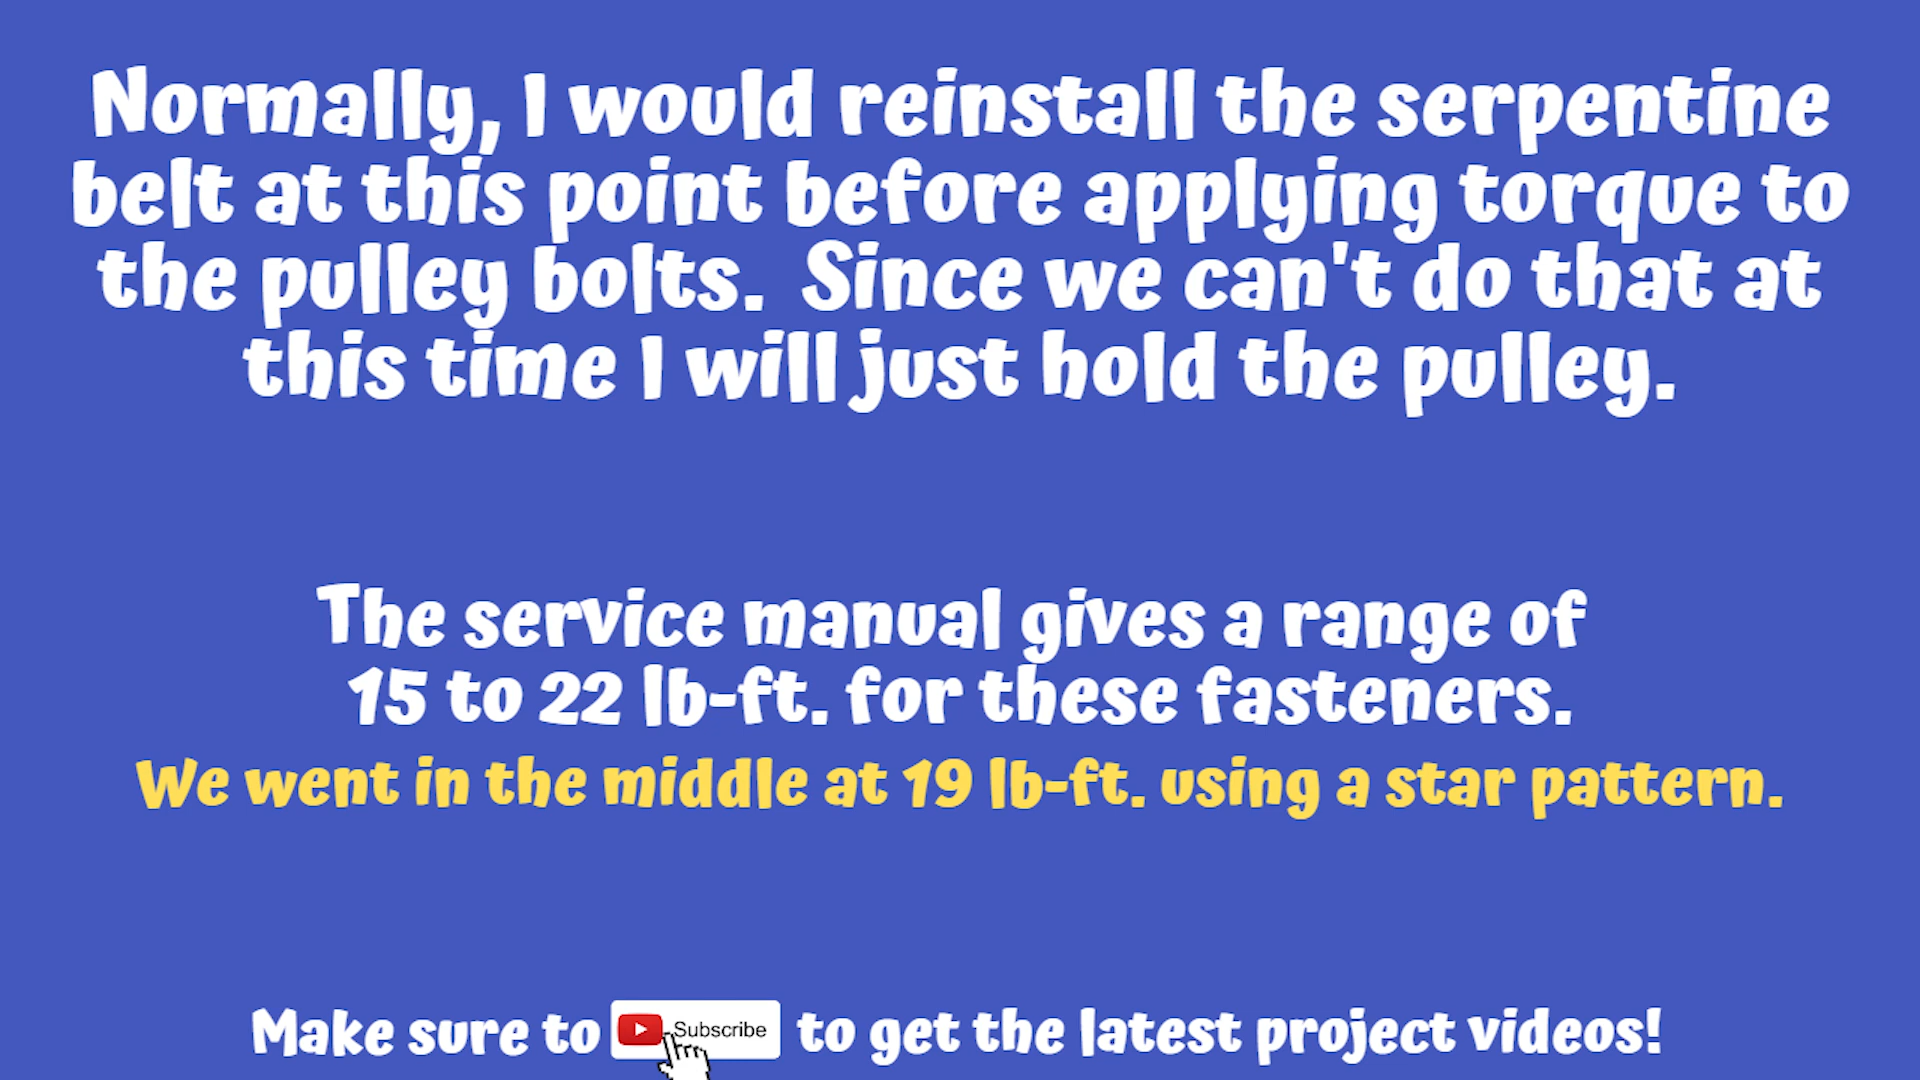 Normally, I would reinstall the serpentine
belt at this point before applying torque to
the pulley bolts.  Since we can't do that at
this time I will just hold the pulley.
The service manual gives a range of
15 to 22 lb-ft. for these fasteners.
We went in the middle at 19 lb-ft. using a star pattern.
Make sure to Subscribe to get the latest project videos!